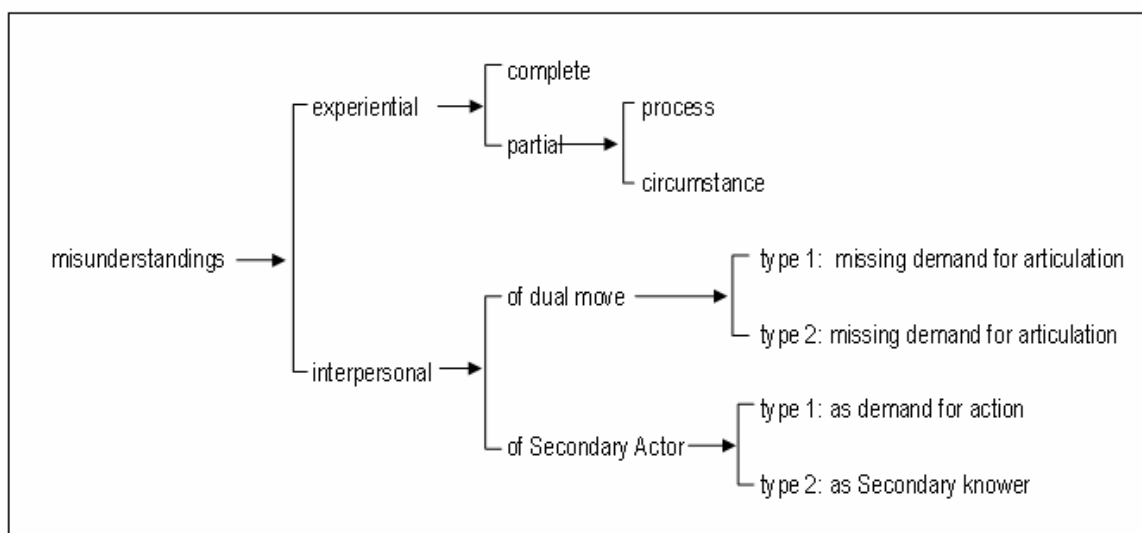 complete
experiential
process
partial
circumstance
misunderstandings
type 1: missing demand for articulation
of dual move
type 2: missing demand for articulation
interpersonal
type 1: as demand for action
of Secondary Actor
type 2: as Secondary knower